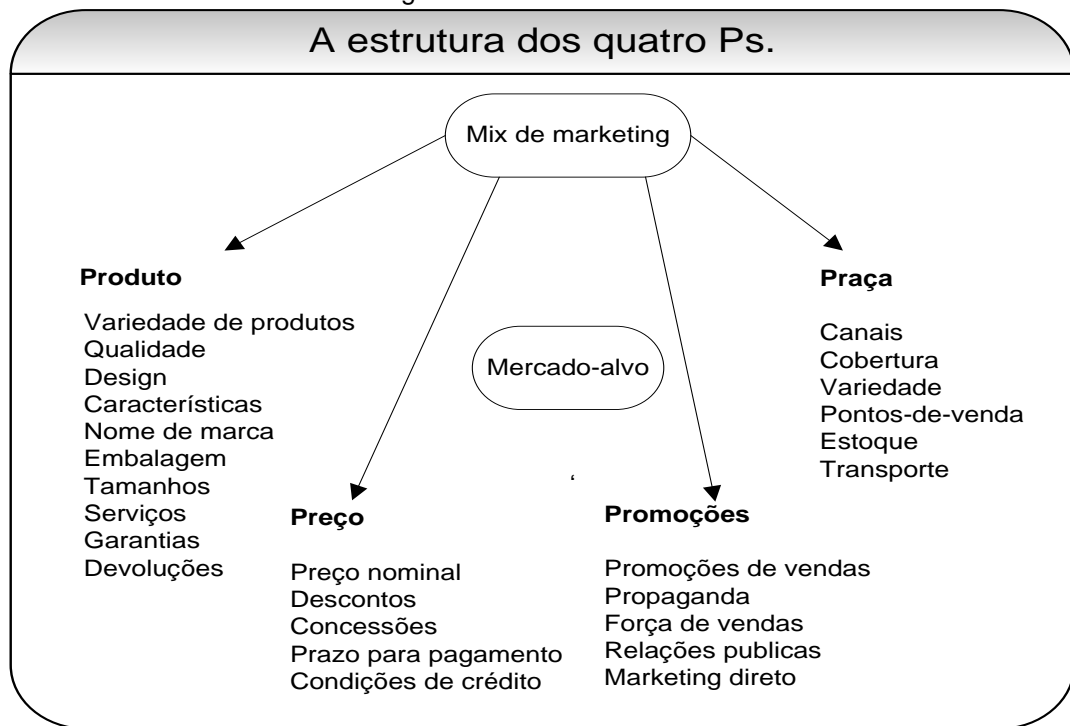 A estrutura dos quatro Ps.
Mix de marketing
Produto
Variedade de produtos
Qualidade
Design
Características
Nome de marca
Embalagem
Tamanhos
Serviços
Garantias
Devoluções
Mercado-alvo
Praça
Canais
Cobertura
Variedade
Pontos-de-venda
Estoque
Transporte
‘
Preço
Preço nominal
Descontos
Concessões
Prazo para pagamento
Condições de crédito
Promoções
Promoções de vendas
Propaganda
Força de vendas
Relações publicas
Marketing direto